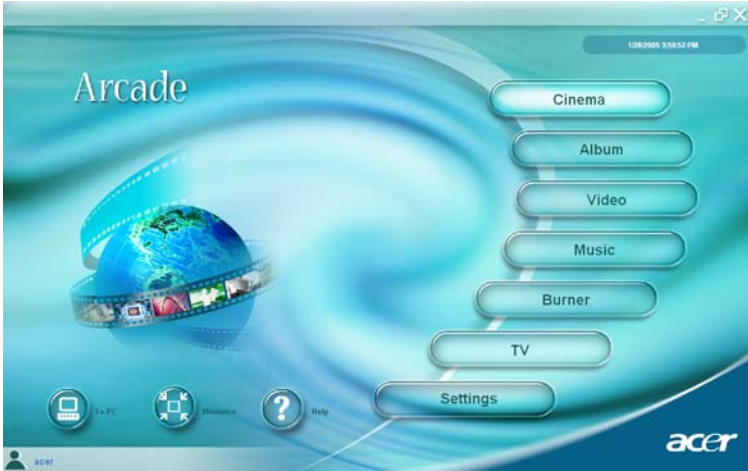 1/28/2005 3:59:52 PM
Arcade
Cinema
Album
Video
Music
Burner
TV
Settings
To PC
Minimize
Help
acer
acer